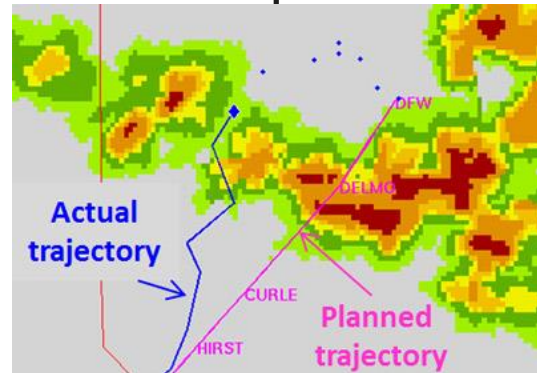 DFW
DELMO
Actual
trajectory
CURLE
Planned
trajectory
HIRST